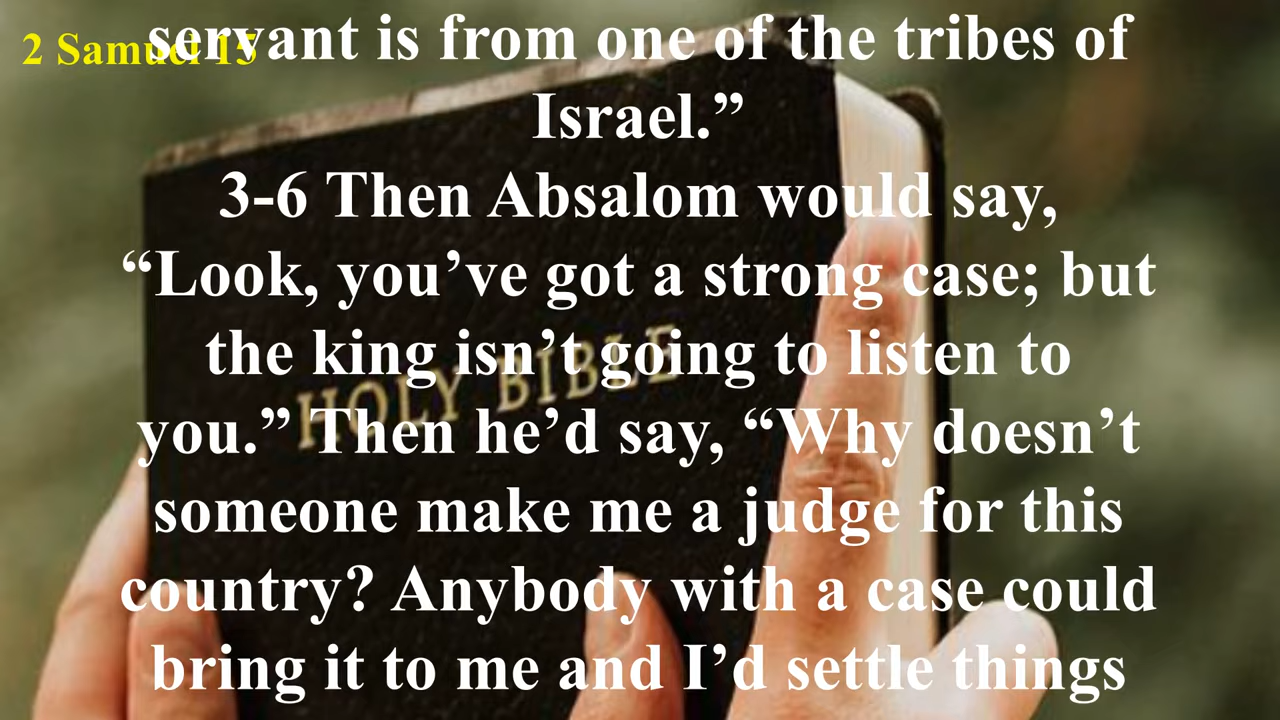 2 Samuel 15
servant is from one of the tribes of
Israel.”
3-6 Then Absalom would say,
“Look, you’ve got a strong case; but
the king isn’t going to listen to
you.” Then he’d say, “Why doesn’t
someone make me a judge for this
country? Anybody with a case could
bring it to me and I’d settle things
HOLY BIBLE